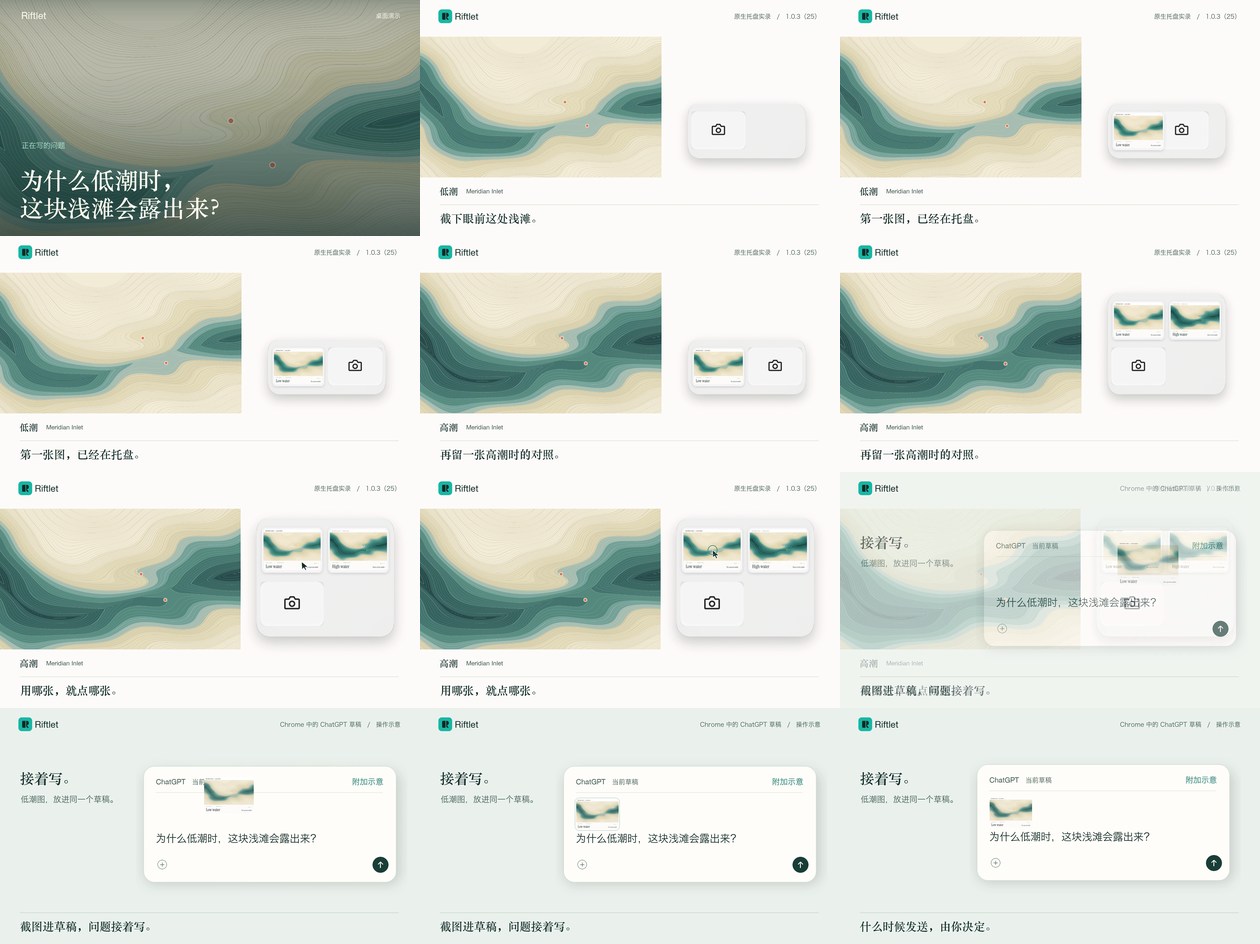 Riftlet
桌面演示
正在写的问题
为什么低潮时，
这块浅滩会露出来？
Riftlet
原生托盘实录 / 1.0.3（25）
低潮 Meridian Inlet
截下眼前这处浅滩。
Riftlet
原生托盘实录 / 1.0.3（25）
Low water
低潮 Meridian Inlet
第一张图，已经在托盘。
Riftlet
原生托盘实录 / 1.0.3（25）
Low water
低潮 Meridian Inlet
第一张图，已经在托盘。
Riftlet
原生托盘实录 / 1.0.3（25）
Low water
高潮 Meridian Inlet
再留一张高潮时的对照。
Riftlet
原生托盘实录 / 1.0.3（25）
Low water
High water
高潮 Meridian Inlet
再留一张高潮时的对照。
Riftlet
原生托盘实录 / 1.0.3（25）
Low water
High water
高潮 Meridian Inlet
用哪张，就点哪张。
Riftlet
原生托盘实录 / 1.0.3（25）
Low water
High water
高潮 Meridian Inlet
用哪张，就点哪张。
Riftlet
接着写。
低潮图，放进同一个草稿。
ChatGPT 当前草稿
附加示意
Low water
为什么低潮时，这块浅滩会露出来？
高潮 Meridian Inlet
Riftlet
Chrome 中的 ChatGPT 草稿 / 操作示意
接着写。
低潮图，放进同一个草稿。
ChatGPT
附加示意
Low water
为什么低潮时，这块浅滩会露出来？
截图进草稿，问题接着写。
Riftlet
Chrome 中的 ChatGPT 草稿 / 操作示意
接着写。
低潮图，放进同一个草稿。
ChatGPT 当前草稿
附加示意
Low water
为什么低潮时，这块浅滩会露出来？
截图进草稿，问题接着写。
Riftlet
Chrome 中的 ChatGPT 草稿 / 操作示意
接着写。
低潮图，放进同一个草稿。
ChatGPT 当前草稿
附加示意
Low water
为什么低潮时，这块浅滩会露出来？
什么时候发送，由你决定。